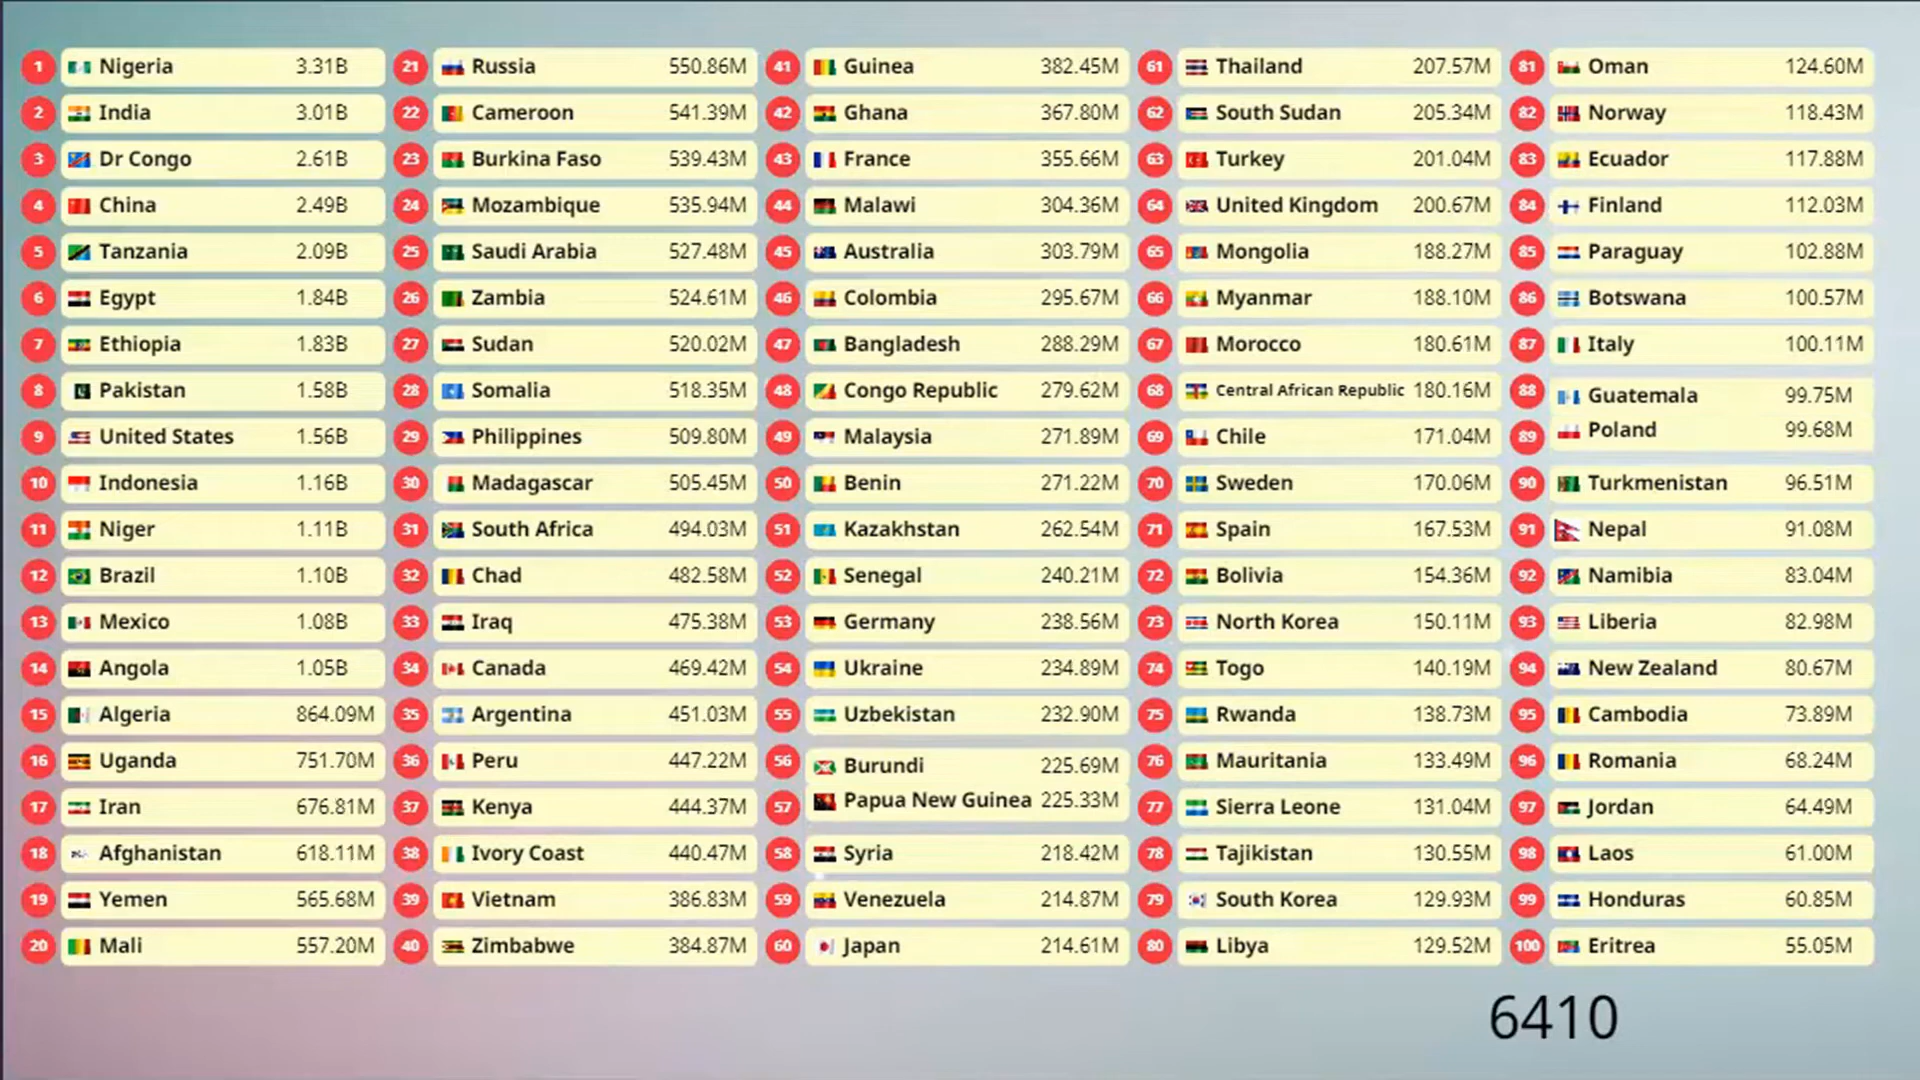 1 Nigeria 3.31B
2 India 3.01B
3 Dr Congo 2.61B
4 China 2.49B
5 Tanzania 2.09B
6 Egypt 1.84B
7 Ethiopia 1.83B
8 Pakistan 1.58B
9 United States 1.56B
10 Indonesia 1.16B
11 Niger 1.11B
12 Brazil 1.10B
13 Mexico 1.08B
14 Angola 1.05B
15 Algeria 864.09M
16 Uganda 751.70M
17 Iran 676.81M
18 Afghanistan 618.11M
19 Yemen 565.68M
20 Mali 557.20M
21 Russia 550.86M
22 Cameroon 541.39M
23 Burkina Faso 539.43M
24 Mozambique 535.94M
25 Saudi Arabia 527.48M
26 Zambia 524.61M
27 Sudan 520.02M
28 Somalia 518.35M
29 Philippines 509.80M
30 Madagascar 505.45M
31 South Africa 494.03M
32 Chad 482.58M
33 Iraq 475.38M
34 Canada 469.42M
35 Argentina 451.03M
36 Peru 447.22M
37 Kenya 444.37M
38 Ivory Coast 440.47M
39 Vietnam 386.83M
40 Zimbabwe 384.87M
41 Guinea 382.45M
42 Ghana 367.80M
43 France 355.66M
44 Malawi 304.36M
45 Australia 303.79M
46 Colombia 295.67M
47 Bangladesh 288.29M
48 Congo Republic 279.62M
49 Malaysia 271.89M
50 Benin 271.22M
51 Kazakhstan 262.54M
52 Senegal 240.21M
53 Germany 238.56M
54 Ukraine 234.89M
55 Uzbekistan 232.90M
56 Burundi 225.69M
57 Papua New Guinea 225.33M
58 Syria 218.42M
59 Venezuela 214.87M
60 Japan 214.61M
61 Thailand 207.57M
62 South Sudan 205.34M
63 Turkey 201.04M
64 United Kingdom 200.67M
65 Mongolia 188.27M
66 Myanmar 188.10M
67 Morocco 180.61M
68 Central African Republic 180.16M
69 Chile 171.04M
70 Sweden 170.06M
71 Spain 167.53M
72 Bolivia 154.36M
73 North Korea 150.11M
74 Togo 140.19M
75 Rwanda 138.73M
76 Mauritania 133.49M
77 Sierra Leone 131.04M
78 Tajikistan 130.55M
79 South Korea 129.93M
80 Libya 129.52M
81 Oman 124.60M
82 Norway 118.43M
83 Ecuador 117.88M
84 Finland 112.03M
85 Paraguay 102.88M
86 Botswana 100.57M
87 Italy 100.11M
88 Guatemala 99.75M
89 Poland 99.68M
90 Turkmenistan 96.51M
91 Nepal 91.08M
92 Namibia 83.04M
93 Liberia 82.98M
94 New Zealand 80.67M
95 Cambodia 73.89M
96 Romania 68.24M
97 Jordan 64.49M
98 Laos 61.00M
99 Honduras 60.85M
100 Eritrea 55.05M
6410